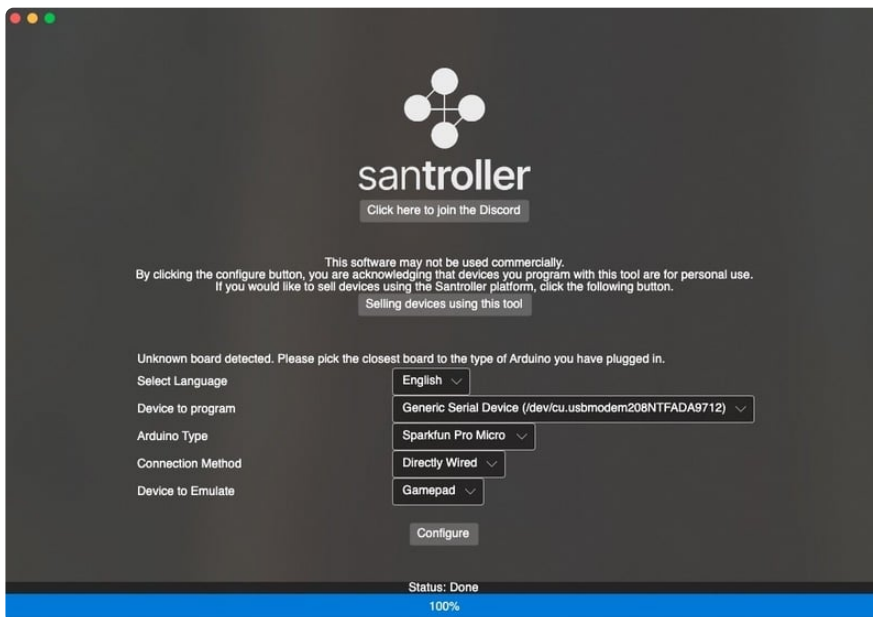 santroller
Click here to join the Discord
This software may not be used commercially.
By clicking the configure button, you are acknowledging that devices you program with this tool are for personal use.
If you would like to sell devices using the Santroller platform, click the following button.
Selling devices using this tool
Unknown board detected. Please pick the closest board to the type of Arduino you have plugged in.
Select Language English
Device to program Generic Serial Device (/dev/cu.usbmodem208NTFADA9712)
Arduino Type Sparkfun Pro Micro
Connection Method Directly Wired
Device to Emulate Gamepad
Configure
Status: Done
100%